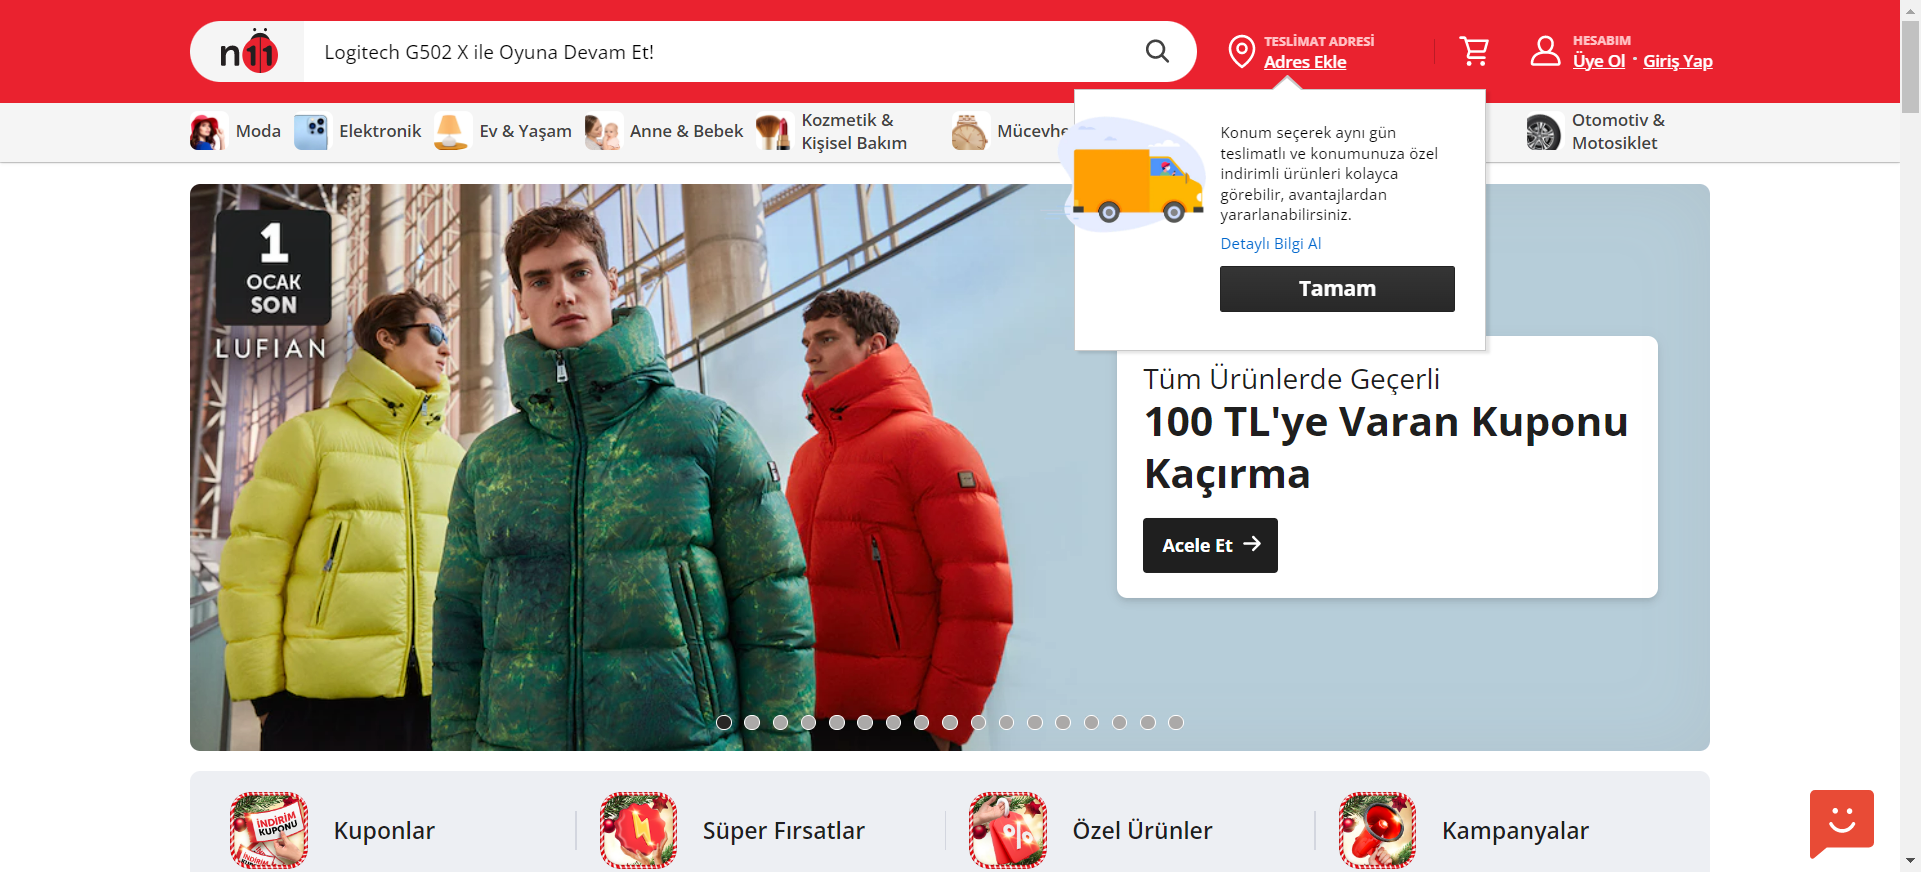 n11
Logitech G502 X ile Oyuna Devam Et!
TESLİMAT ADRESİ
Adres Ekle
HESABIM
Üye Ol · Giriş Yap
Moda
Elektronik
Ev & Yaşam
Anne & Bebek
Kozmetik &
Kişisel Bakım
Mücevhe
Otomotiv &
Motosiklet
Konum seçerek aynı gün
teslimatlı ve konumunuza özel
indirimli ürünleri kolayca
görebilir, avantajlardan
yararlanabilirsiniz.
Detaylı Bilgi Al
Tamam
1
OCAK
SON
LUFIAN
Tüm Ürünlerde Geçerli
100 TL'ye Varan Kuponu
Kaçırma
Acele Et
İNDİRİM
KUPONU
İNDİRİM
Kuponlar
Süper Fırsatlar
%
Özel Ürünler
Kampanyalar